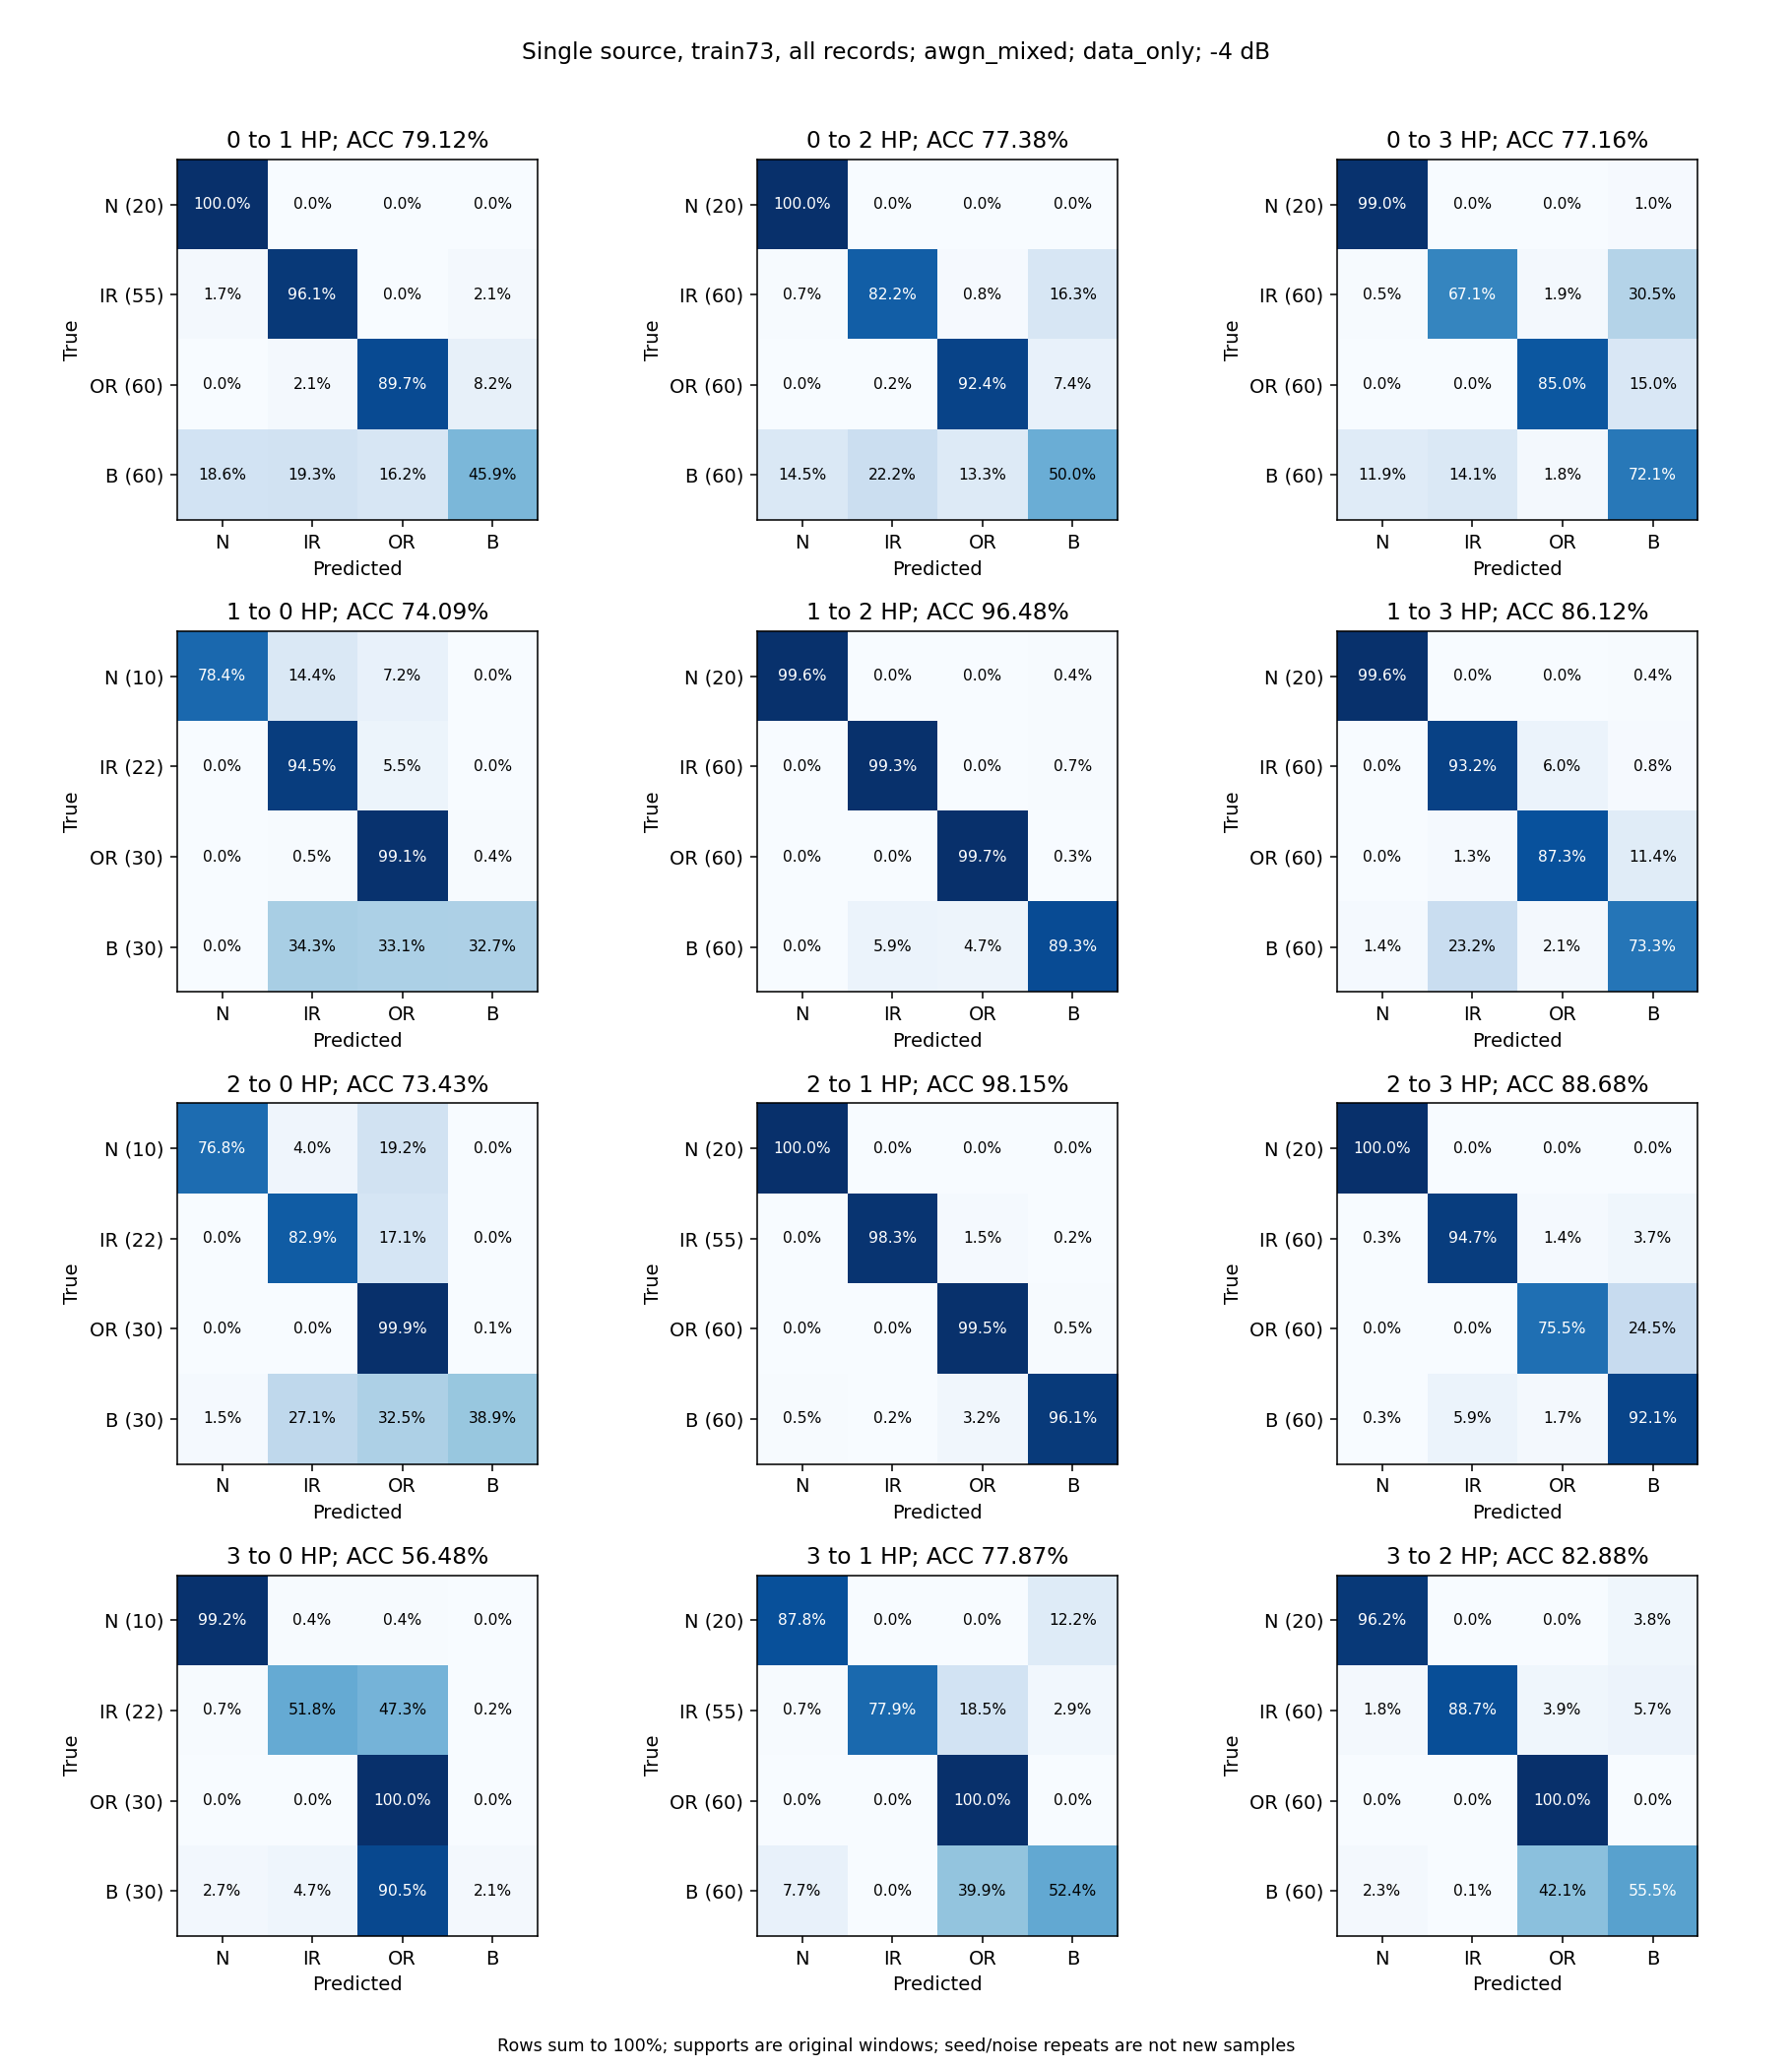 Single source, train73, all records; awgn_mixed; data_only; -4 dB
0 to 1 HP; ACC 79.12%
N (20) 100.0% 0.0% 0.0% 0.0%
IR (55) 1.7% 96.1% 0.0% 2.1%
True
OR (60) 0.0% 2.1% 89.7% 8.2%
B (60) 18.6% 19.3% 16.2% 45.9%
N IR OR B
Predicted
0 to 2 HP; ACC 77.38%
N (20) 100.0% 0.0% 0.0% 0.0%
IR (60) 0.7% 82.2% 0.8% 16.3%
True
OR (60) 0.0% 0.2% 92.4% 7.4%
B (60) 14.5% 22.2% 13.3% 50.0%
N IR OR B
Predicted
0 to 3 HP; ACC 77.16%
N (20) 99.0% 0.0% 0.0% 1.0%
IR (60) 0.5% 67.1% 1.9% 30.5%
True
OR (60) 0.0% 0.0% 85.0% 15.0%
B (60) 11.9% 14.1% 1.8% 72.1%
N IR OR B
Predicted
1 to 0 HP; ACC 74.09%
N (10) 78.4% 14.4% 7.2% 0.0%
IR (22) 0.0% 94.5% 5.5% 0.0%
True
OR (30) 0.0% 0.5% 99.1% 0.4%
B (30) 0.0% 34.3% 33.1% 32.7%
N IR OR B
Predicted
1 to 2 HP; ACC 96.48%
N (20) 99.6% 0.0% 0.0% 0.4%
IR (60) 0.0% 99.3% 0.0% 0.7%
True
OR (60) 0.0% 0.0% 99.7% 0.3%
B (60) 0.0% 5.9% 4.7% 89.3%
N IR OR B
Predicted
1 to 3 HP; ACC 86.12%
N (20) 99.6% 0.0% 0.0% 0.4%
IR (60) 0.0% 93.2% 6.0% 0.8%
True
OR (60) 0.0% 1.3% 87.3% 11.4%
B (60) 1.4% 23.2% 2.1% 73.3%
N IR OR B
Predicted
2 to 0 HP; ACC 73.43%
N (10) 76.8% 4.0% 19.2% 0.0%
IR (22) 0.0% 82.9% 17.1% 0.0%
True
OR (30) 0.0% 0.0% 99.9% 0.1%
B (30) 1.5% 27.1% 32.5% 38.9%
N IR OR B
Predicted
2 to 1 HP; ACC 98.15%
N (20) 100.0% 0.0% 0.0% 0.0%
IR (55) 0.0% 98.3% 1.5% 0.2%
True
OR (60) 0.0% 0.0% 99.5% 0.5%
B (60) 0.5% 0.2% 3.2% 96.1%
N IR OR B
Predicted
2 to 3 HP; ACC 88.68%
N (20) 100.0% 0.0% 0.0% 0.0%
IR (60) 0.3% 94.7% 1.4% 3.7%
True
OR (60) 0.0% 0.0% 75.5% 24.5%
B (60) 0.3% 5.9% 1.7% 92.1%
N IR OR B
Predicted
3 to 0 HP; ACC 56.48%
N (10) 99.2% 0.4% 0.4% 0.0%
IR (22) 0.7% 51.8% 47.3% 0.2%
True
OR (30) 0.0% 0.0% 100.0% 0.0%
B (30) 2.7% 4.7% 90.5% 2.1%
N IR OR B
Predicted
3 to 1 HP; ACC 77.87%
N (20) 87.8% 0.0% 0.0% 12.2%
IR (55) 0.7% 77.9% 18.5% 2.9%
True
OR (60) 0.0% 0.0% 100.0% 0.0%
B (60) 7.7% 0.0% 39.9% 52.4%
N IR OR B
Predicted
3 to 2 HP; ACC 82.88%
N (20) 96.2% 0.0% 0.0% 3.8%
IR (60) 1.8% 88.7% 3.9% 5.7%
True
OR (60) 0.0% 0.0% 100.0% 0.0%
B (60) 2.3% 0.1% 42.1% 55.5%
N IR OR B
Predicted
Rows sum to 100%; supports are original windows; seed/noise repeats are not new samples